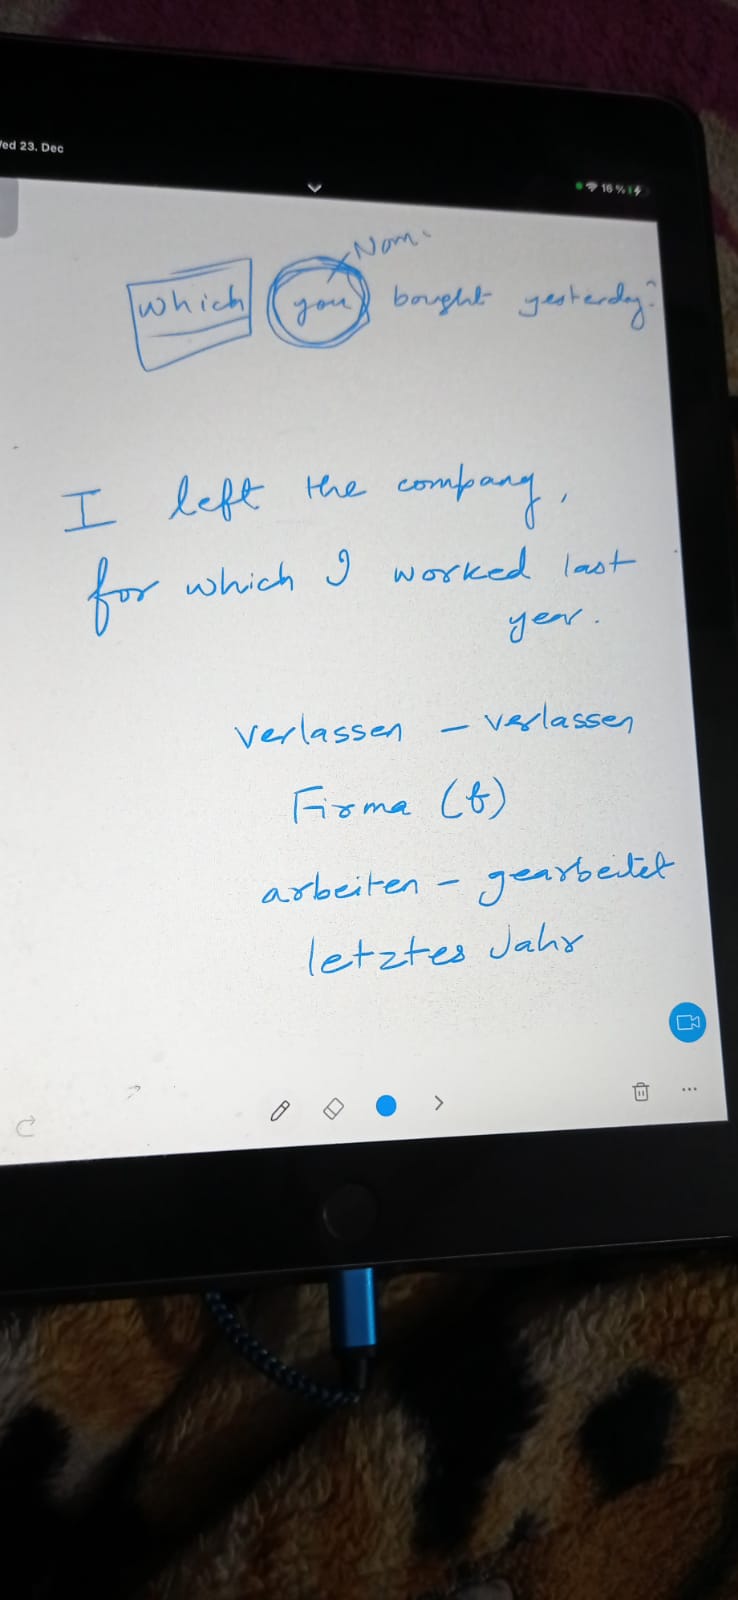 Wed 23. Dec
16 %
Nom.
which you bought yesterday?
I left the company,
for which I worked last
year.
verlassen - verlassen
Firma (f)
arbeiten - gearbeitet
letztes Jahr